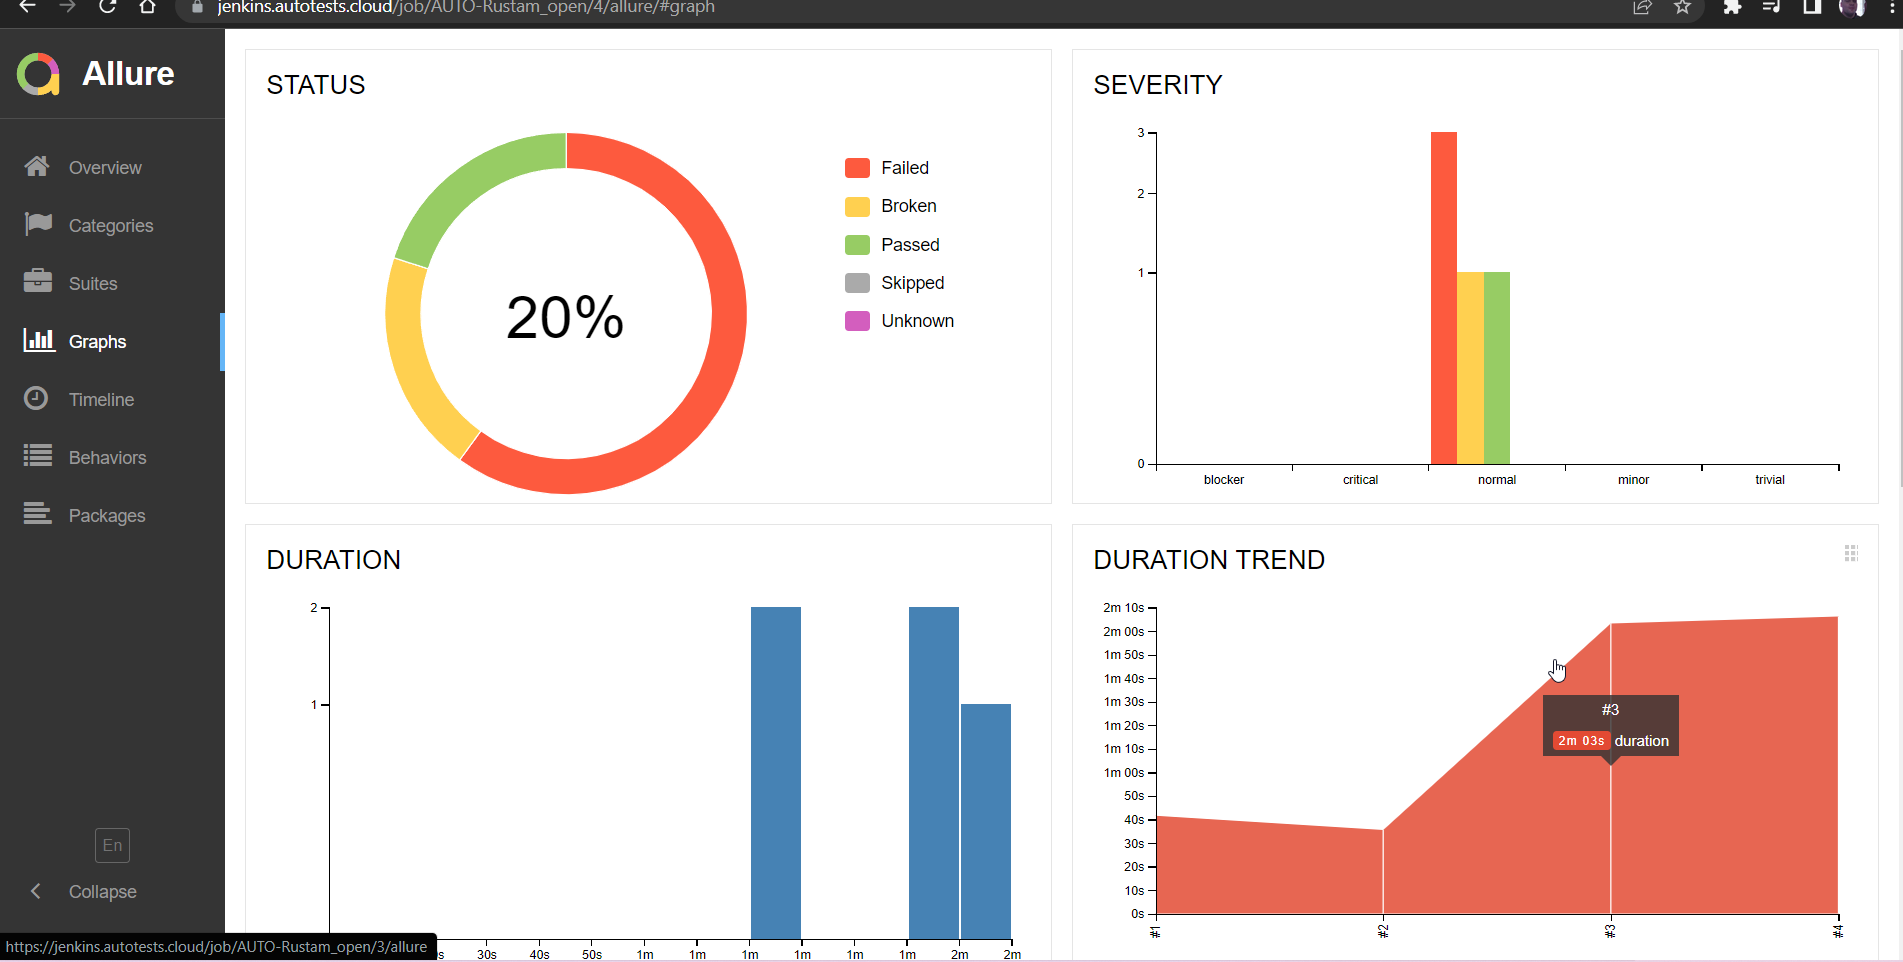 jenkins.autotests.cloud/job/AUTO-Rustam_open/4/allure/#graph
Allure
Overview
Categories
Suites
Graphs
Timeline
Behaviors
Packages
En
Collapse
https://jenkins.autotests.cloud/job/AUTO-Rustam_open/3/allure
STATUS
20%
Failed
Broken
Passed
Skipped
Unknown
SEVERITY
3
2
1
0
blocker critical normal minor trivial
DURATION
2
1
30s 40s 50s 1m 1m 1m 1m 1m 1m 2m 2m
DURATION TREND
2m 10s
2m 00s
1m 50s
1m 40s
1m 30s
1m 20s
1m 10s
1m 00s
50s
40s
30s
20s
10s
0s
#3
2m 03s duration
#1 #2 #3 #4